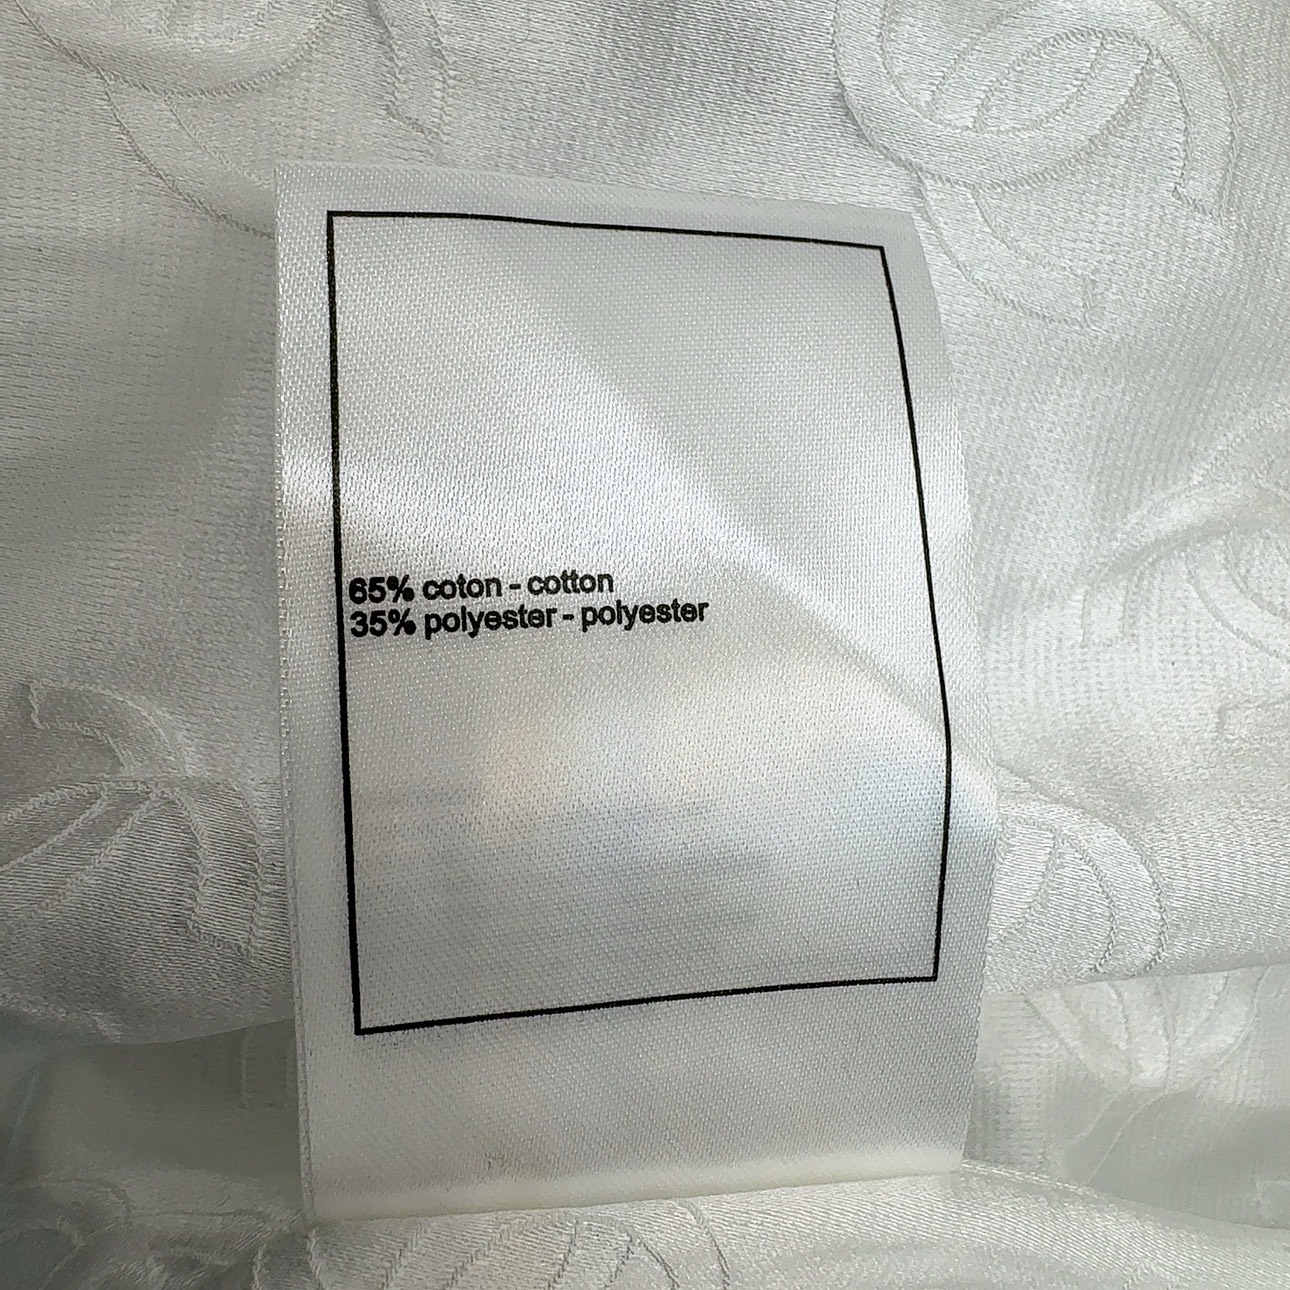 65% coton - cotton
35% polyester - polyester